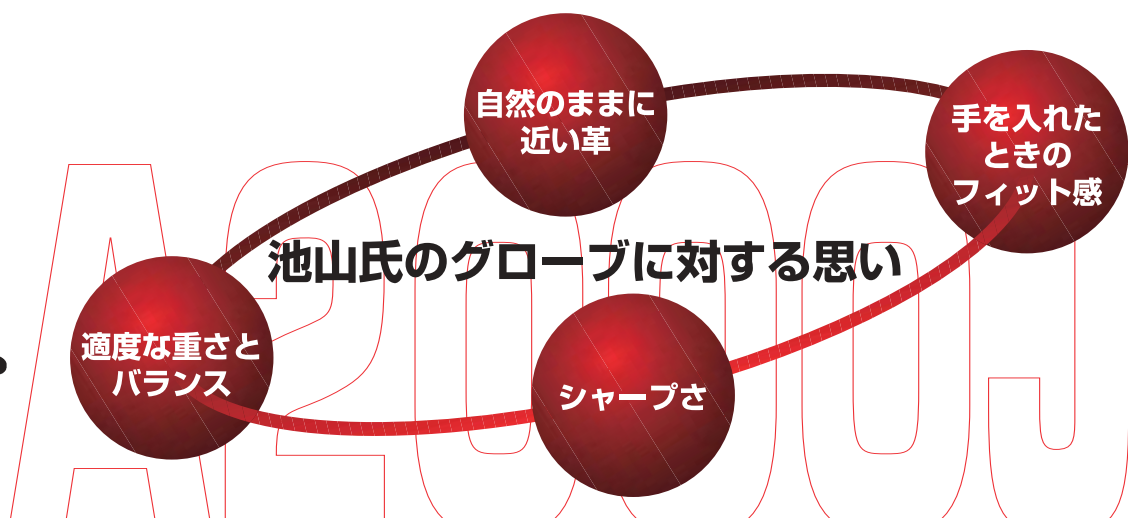 自然のままに
近い革
手を入れた
ときの
フィット感
池山氏のグローブに対する思い
適度な重さと
バランス
シャープさ
A2000J